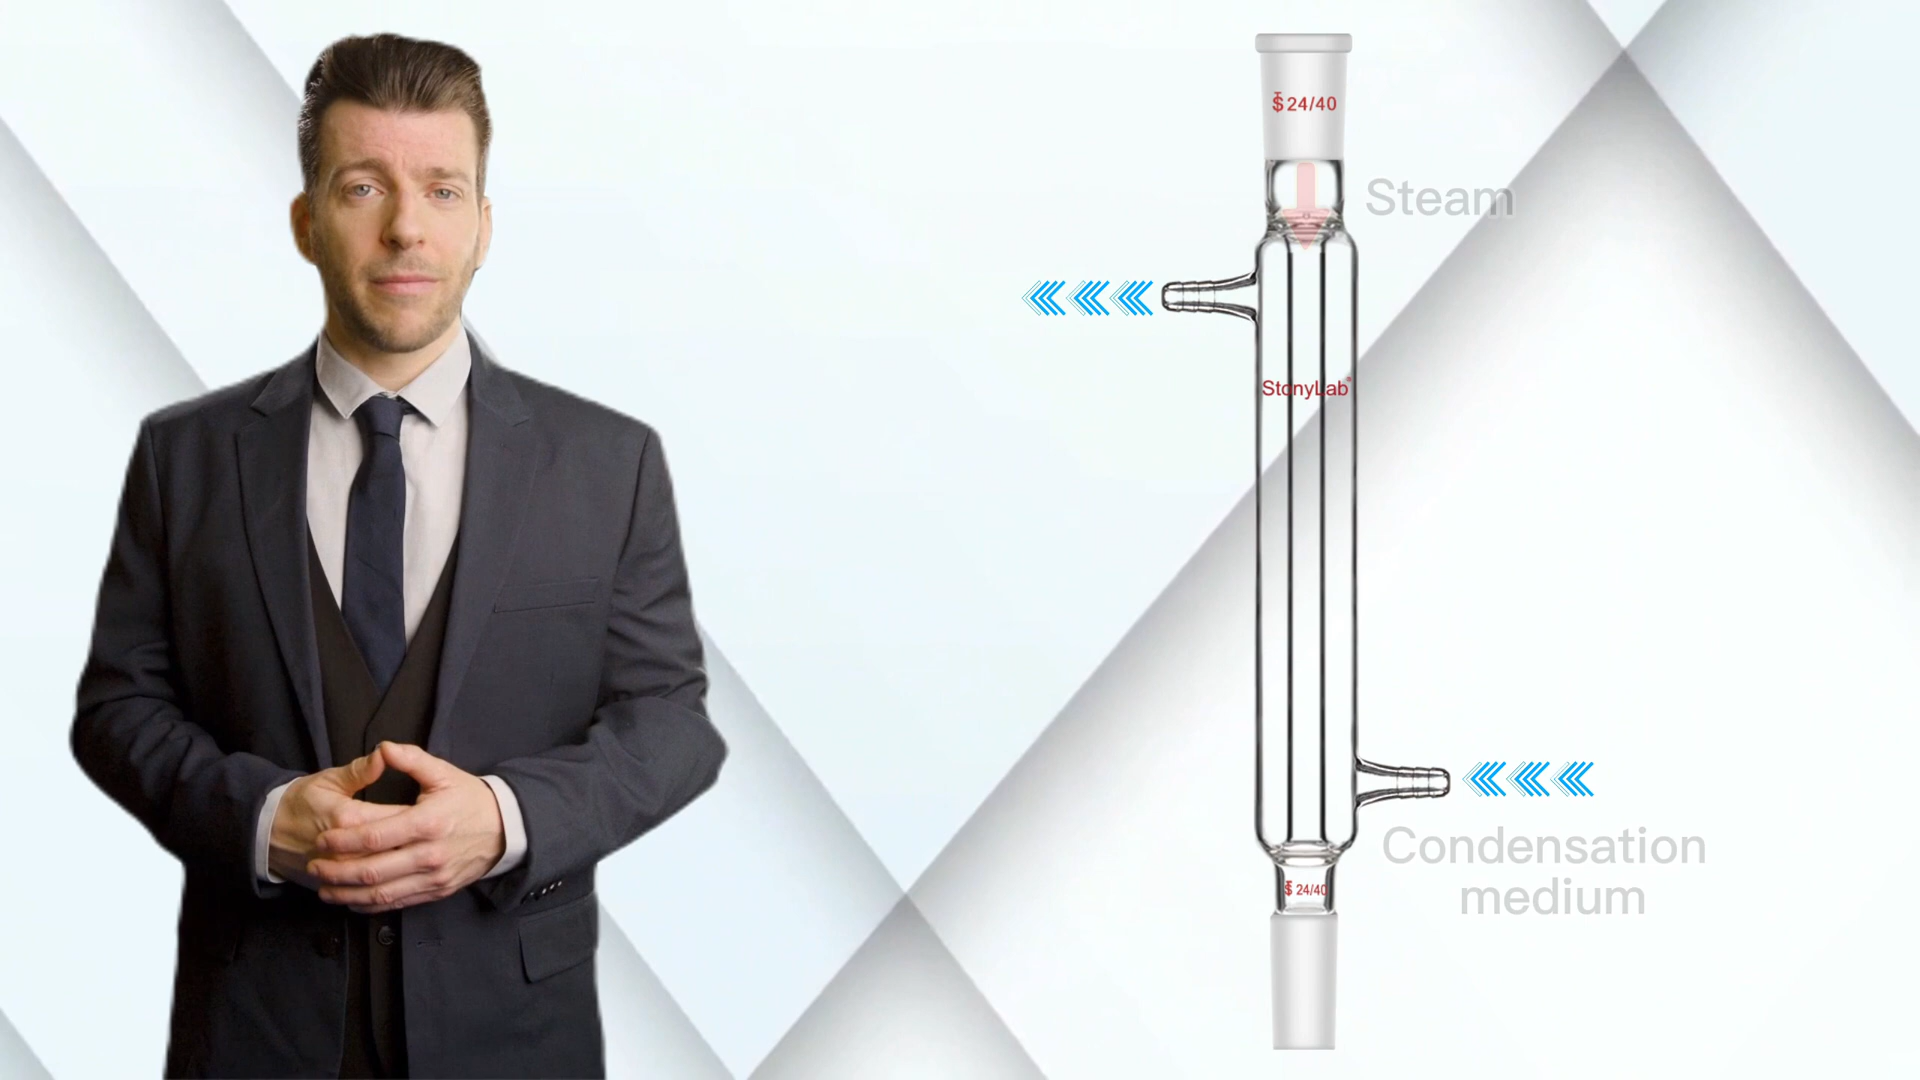 $ 24/40
Steam
StonyLab®
Condensation
medium
$ 24/40